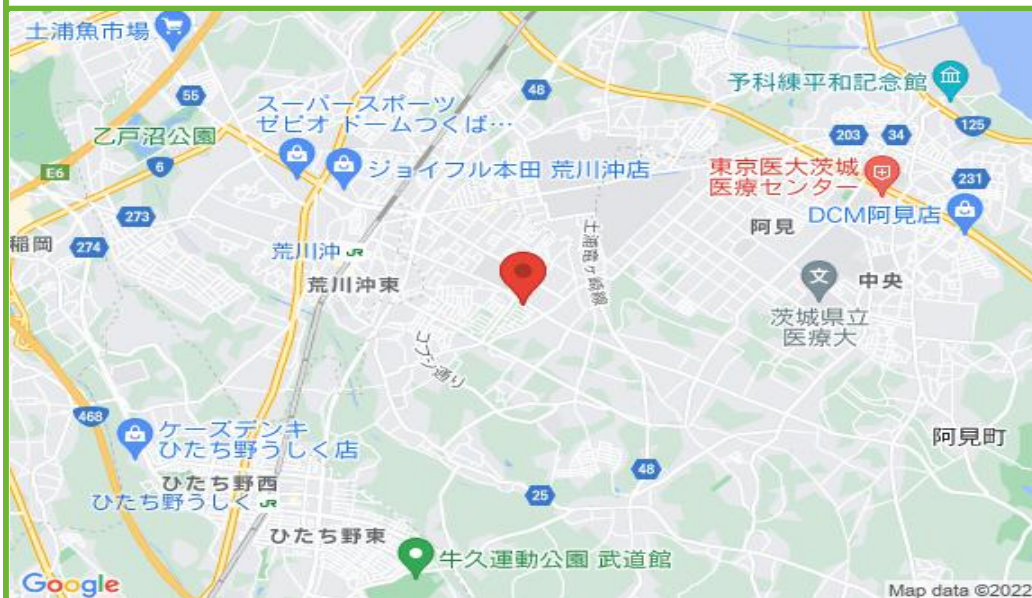 土浦魚市場
48
予科練平和記念館
55
スーパースポーツ
ゼビオ ドームつくば…
125
乙戸沼公園
203
34
6
ジョイフル本田 荒川沖店
東京医大茨城
医療センター
E6
231
273
DCM阿見店
稲岡
274
阿見
荒川沖 JR
土浦竜ヶ崎線
荒川沖東
文
中央
茨城県立
医療大
コブシ通り
468
ケーズデンキ
ひたち野うしく店
阿見町
48
ひたち野西
25
ひたち野うしく JR
ひたち野東
牛久運動公園 武道館
Google
Map data ©2022